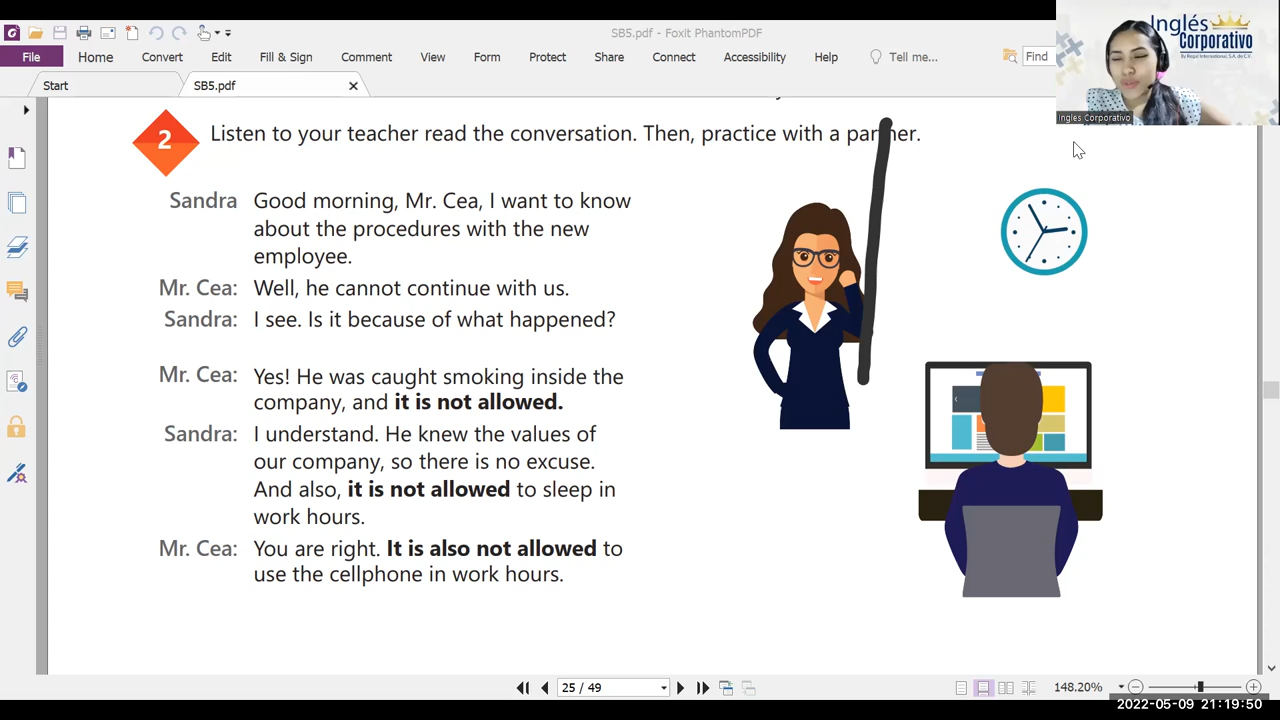 SB5.pdf - Foxit PhantomPDF
File Home Convert Edit Fill & Sign Comment View Form Protect Share Connect Accessibility Help Tell me... Find
Start SB5.pdf
Inglés
Corporativo
By Regal International, S.A. de C.V.
Ingles Corporativo
2 Listen to your teacher read the conversation. Then, practice with a partner.
Sandra Good morning, Mr. Cea, I want to know
about the procedures with the new
employee.
Mr. Cea: Well, he cannot continue with us.
Sandra: I see. Is it because of what happened?
Mr. Cea: Yes! He was caught smoking inside the
company, and it is not allowed.
Sandra: I understand. He knew the values of
our company, so there is no excuse.
And also, it is not allowed to sleep in
work hours.
Mr. Cea: You are right. It is also not allowed to
use the cellphone in work hours.
25 / 49
148.20%
2022-05-09 21:19:50